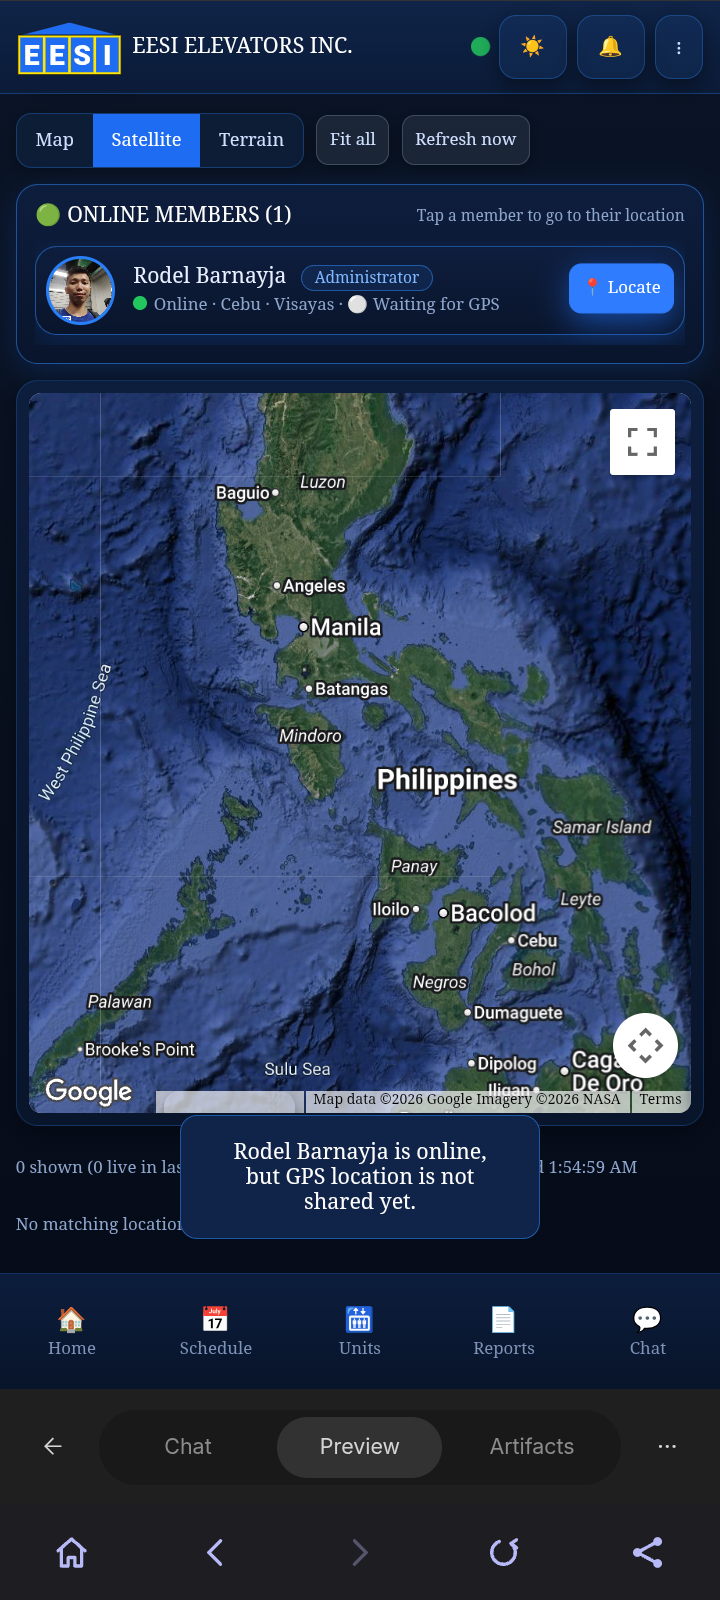 EESI
EESI ELEVATORS INC.
Map
Satellite
Terrain
Fit all
Refresh now
ONLINE MEMBERS (1)
Tap a member to go to their location
Rodel Barnayja
Administrator
Online · Cebu · Visayas · Waiting for GPS
Locate
Luzon
Baguio
Angeles
Manila
Batangas
West Philippine Sea
Mindoro
Philippines
Samar Island
Panay
Leyte
Iloilo
Bacolod
Cebu
Bohol
Negros
Palawan
Dumaguete
Brooke's Point
Sulu Sea
Dipolog
Iligan
De Oro
Google
Map data ©2026 Google Imagery ©2026 NASA
Terms
Rodel Barnayja is online,
but GPS location is not
shared yet.
0 shown (0 live in
1:54:59 AM
No matching
Home
JULY
17
Schedule
Units
Reports
Chat
Chat
Preview
Artifacts